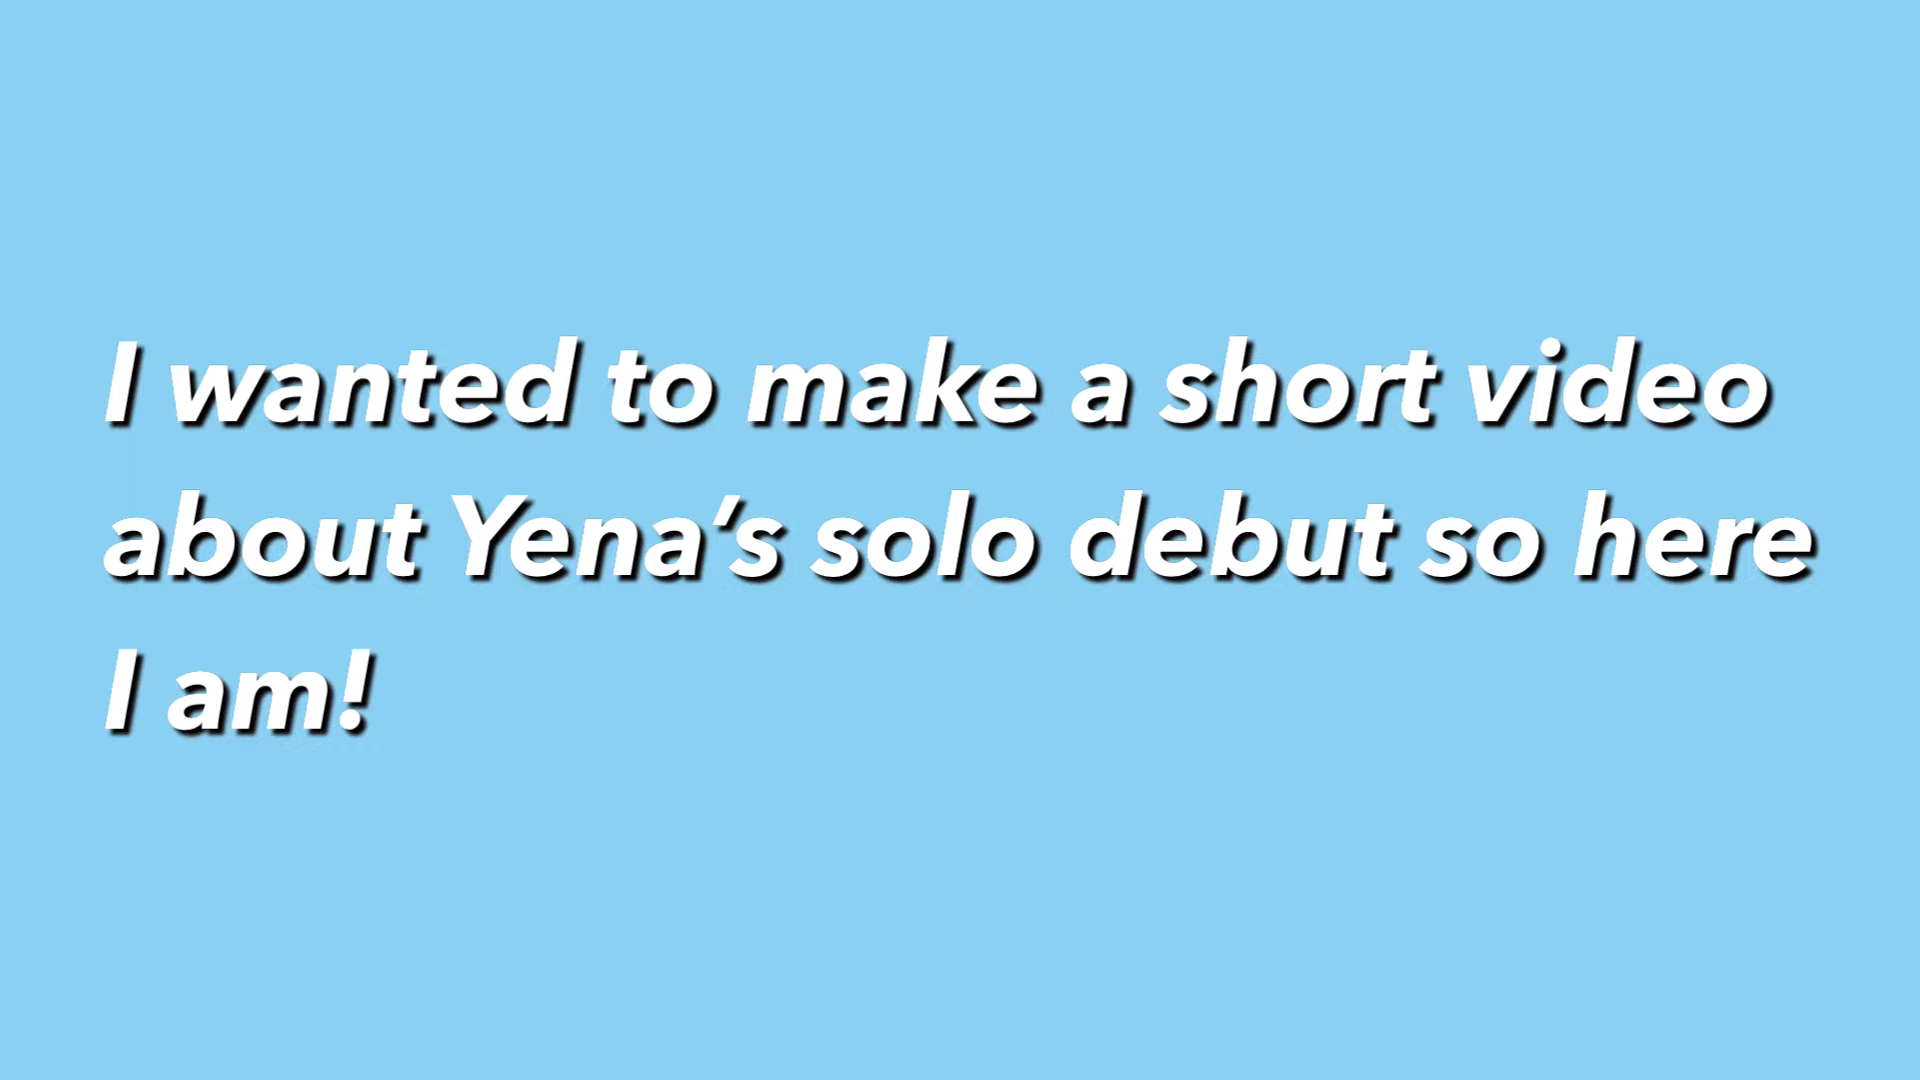 I wanted to make a short video
about Yena’s solo debut so here
I am!